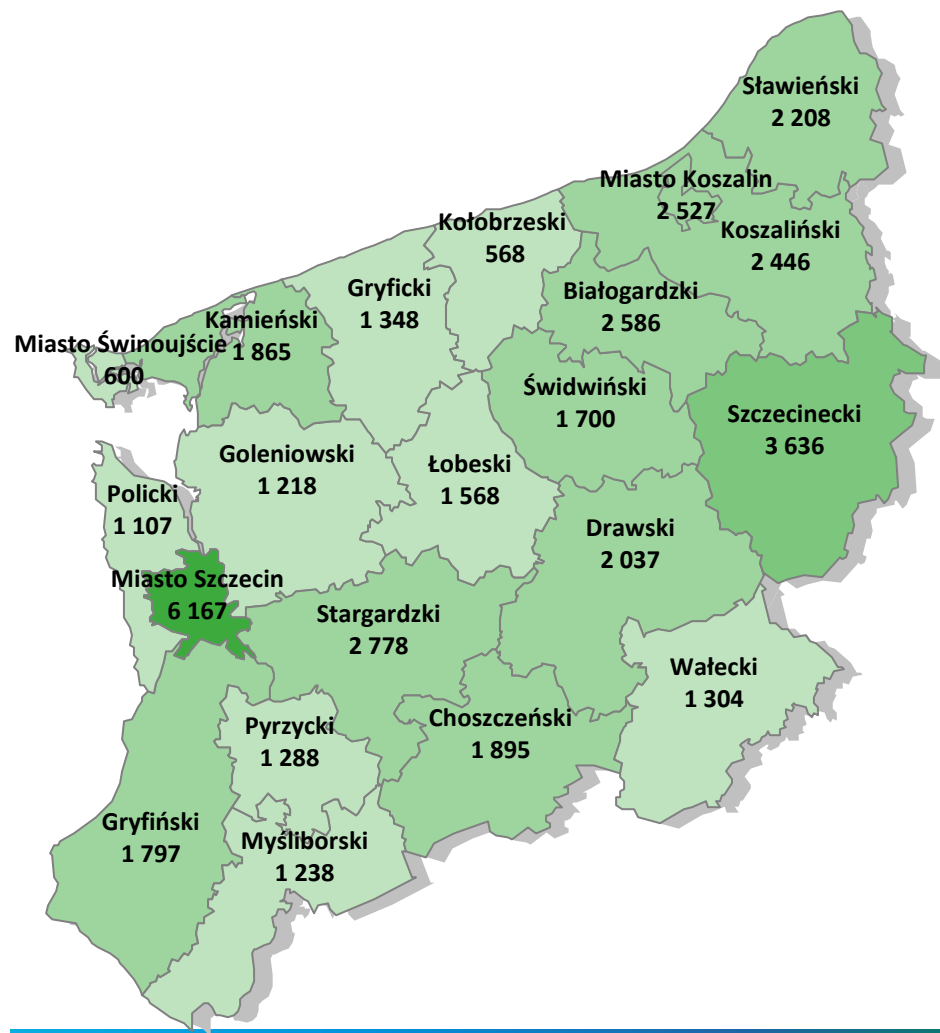 Sławieński
2 208
Miasto Koszalin
2 527
Koszaliński
2 446
Kołobrzeski
568
Gryficki
1 348
Białogardzki
2 586
Kamieński
1 865
Miasto Świnoujście
600
Świdwiński
1 700
Szczecinecki
3 636
Goleniowski
1 218
Łobeski
1 568
Policki
1 107
Drawski
2 037
Miasto Szczecin
6 167
Stargardzki
2 778
Wałecki
1 304
Pyrzycki
1 288
Choszczeński
1 895
Gryfiński
1 797
Myśliborski
1 238